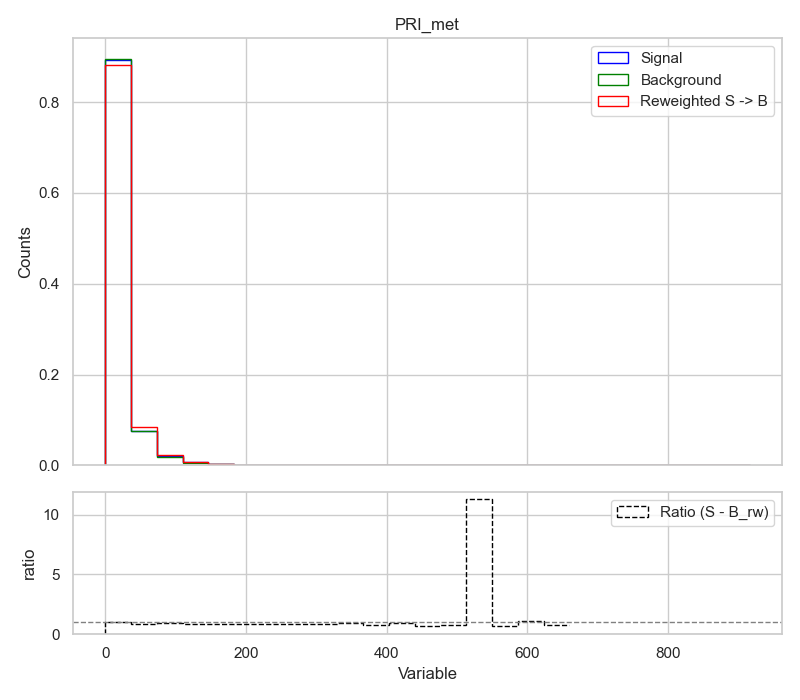 PRI_met
Signal
Background
Reweighted S -> B
Counts
0.8
0.6
0.4
0.2
0.0
Ratio (S - B_rw)
ratio
10
5
0
0 200 400 600 800
Variable